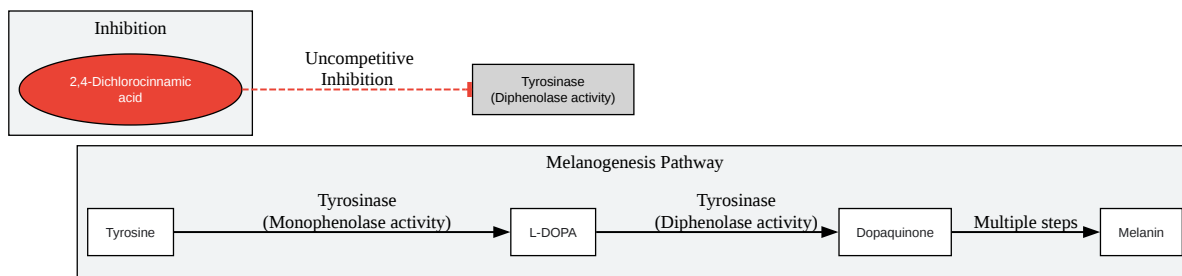 Inhibition
2,4-Dichlorocinnamic
acid
Uncompetitive
Inhibition
Tyrosinase
(Diphenolase activity)
Melanogenesis Pathway
Tyrosine
Tyrosinase
(Monophenolase activity)
L-DOPA
Tyrosinase
(Diphenolase activity)
Dopaquinone
Multiple steps
Melanin